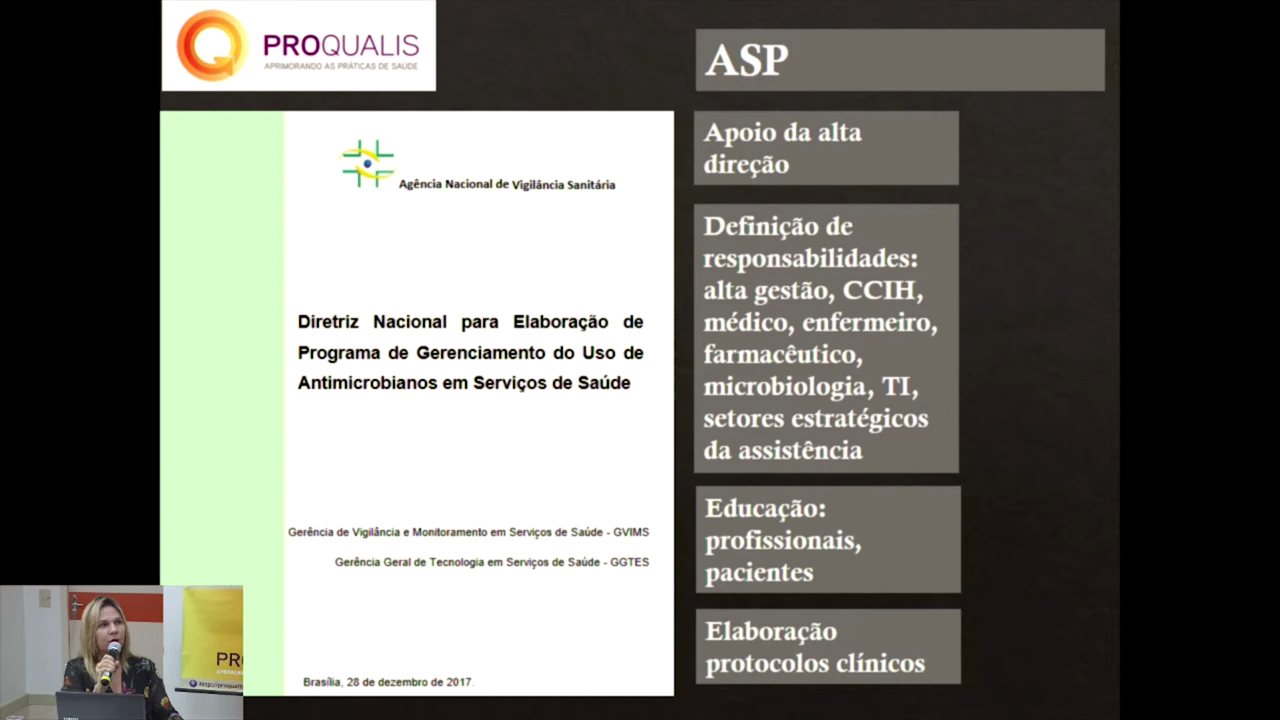 PROQUALIS
APRIMORANDO AS PRÁTICAS DE SAÚDE
Agência Nacional de Vigilância Sanitária
Diretriz Nacional para Elaboração de
Programa de Gerenciamento do Uso de
Antimicrobianos em Serviços de Saúde
Gerência de Vigilância e Monitoramento em Serviços de Saúde - GVIMS
Gerência Geral de Tecnologia em Serviços de Saúde - GGTES
Brasília, 28 de dezembro de 2017.
ASP
Apoio da alta
direção
Definição de
responsabilidades:
alta gestão, CCIH,
médico, enfermeiro,
farmacêutico,
microbiologia, TI,
setores estratégicos
da assistência
Educação:
profissionais,
pacientes
Elaboração
protocolos clínicos
PR